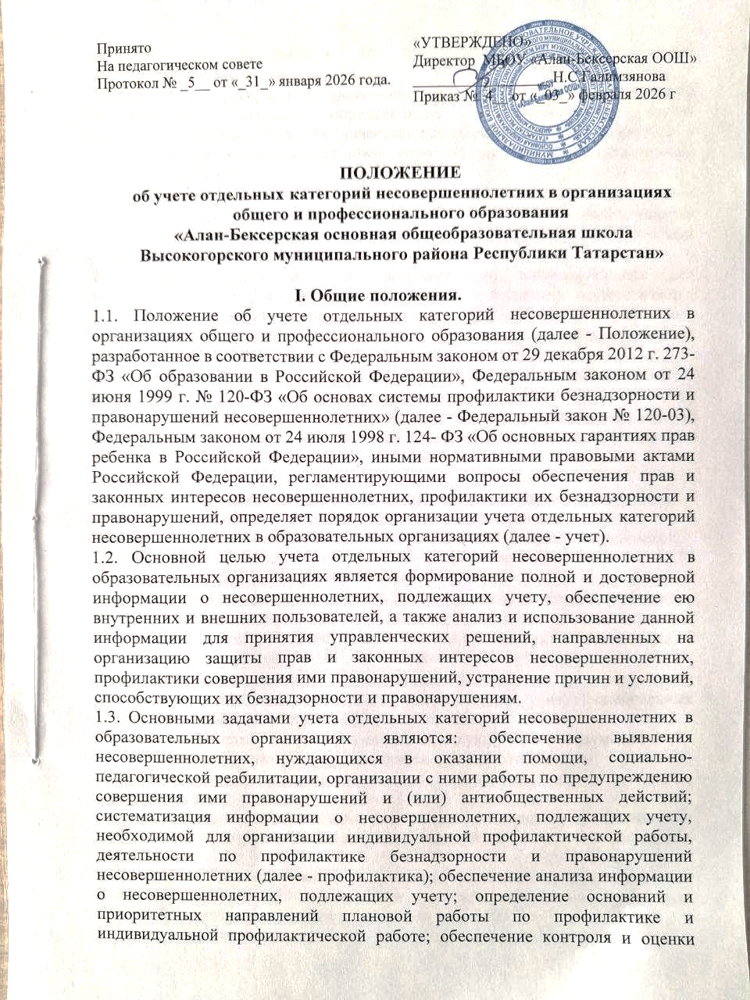 Принято
На педагогическом совете
Протокол № _5__ от «_31_» января 2026 года.
«УТВЕРЖДЕНО»
Директор МБОУ «Алан-Бексерская ООШ»
Н.С.Галимзянова
Приказ № 4 от «_03_» февраля 2026 г
МБОУ
«Алан-Бексерская ООШ»
ПОЛОЖЕНИЕ
об учете отдельных категорий несовершеннолетних в организациях
общего и профессионального образования
«Алан-Бексерская основная общеобразовательная школа
Высокогорского муниципального района Республики Татарстан»
I. Общие положения.
1.1. Положение об учете отдельных категорий несовершеннолетних в
организациях общего и профессионального образования (далее - Положение),
разработанное в соответствии с Федеральным законом от 29 декабря 2012 г. 273-
ФЗ «Об образовании в Российской Федерации», Федеральным законом от 24
июня 1999 г. № 120-ФЗ «Об основах системы профилактики безнадзорности и
правонарушений несовершеннолетних» (далее - Федеральный закон № 120-03),
Федеральным законом от 24 июля 1998 г. 124- ФЗ «Об основных гарантиях прав
ребенка в Российской Федерации», иными нормативными правовыми актами
Российской Федерации, регламентирующими вопросы обеспечения прав и
законных интересов несовершеннолетних, профилактики их безнадзорности и
правонарушений, определяет порядок организации учета отдельных категорий
несовершеннолетних в образовательных организациях (далее - учет).
1.2. Основной целью учета отдельных категорий несовершеннолетних в
образовательных организациях является формирование полной и достоверной
информации о несовершеннолетних, подлежащих учету, обеспечение ею
внутренних и внешних пользователей, а также анализ и использование данной
информации для принятия управленческих решений, направленных на
организацию защиты прав и законных интересов несовершеннолетних,
профилактики совершения ими правонарушений, устранение причин и условий,
способствующих их безнадзорности и правонарушениям.
1.3. Основными задачами учета отдельных категорий несовершеннолетних в
образовательных организациях являются: обеспечение выявления
несовершеннолетних, нуждающихся в оказании помощи, социально-
педагогической реабилитации, организации с ними работы по предупреждению
совершения ими правонарушений и (или) антиобщественных действий;
систематизация информации о несовершеннолетних, подлежащих учету,
необходимой для организации индивидуальной профилактической работы,
деятельности по профилактике безнадзорности и правонарушений
несовершеннолетних (далее - профилактика); обеспечение анализа информации
о несовершеннолетних, подлежащих учету; определение оснований и
приоритетных направлений плановой работы по профилактике и
индивидуальной профилактической работе; обеспечение контроля и оценки